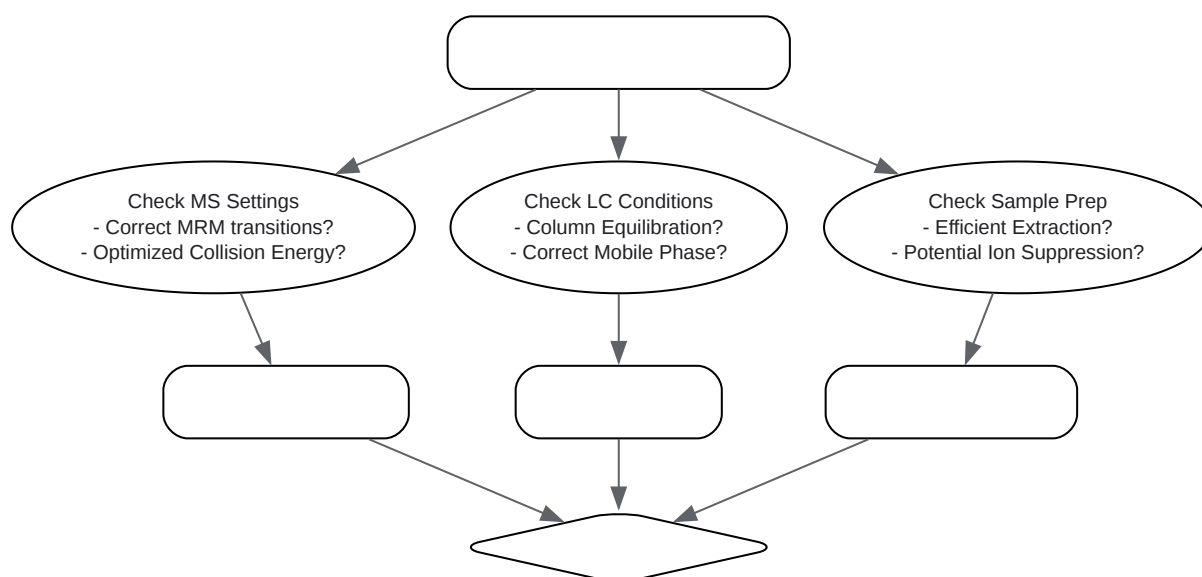 Check MS Settings
- Correct MRM transitions?
- Optimized Collision Energy?
Check LC Conditions
- Column Equilibration?
- Correct Mobile Phase?
Check Sample Prep
- Efficient Extraction?
- Potential Ion Suppression?